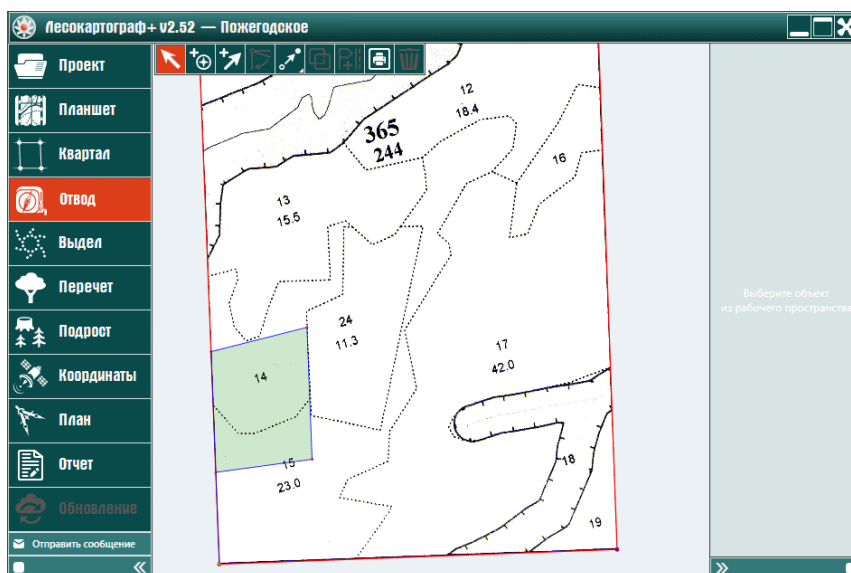 Лесокартограф+ v2.52 — Пожегодское
Проект
Планшет
Квартал
Отвод
Выдел
Перечет
Подрост
Координаты
План
Отчет
Обновление
Отправить сообщение
12
18.4
365
244
16
13
15.5
24
11.3
17
42.0
14
15
23.0
18
19
Выберите объект
из рабочего пространства